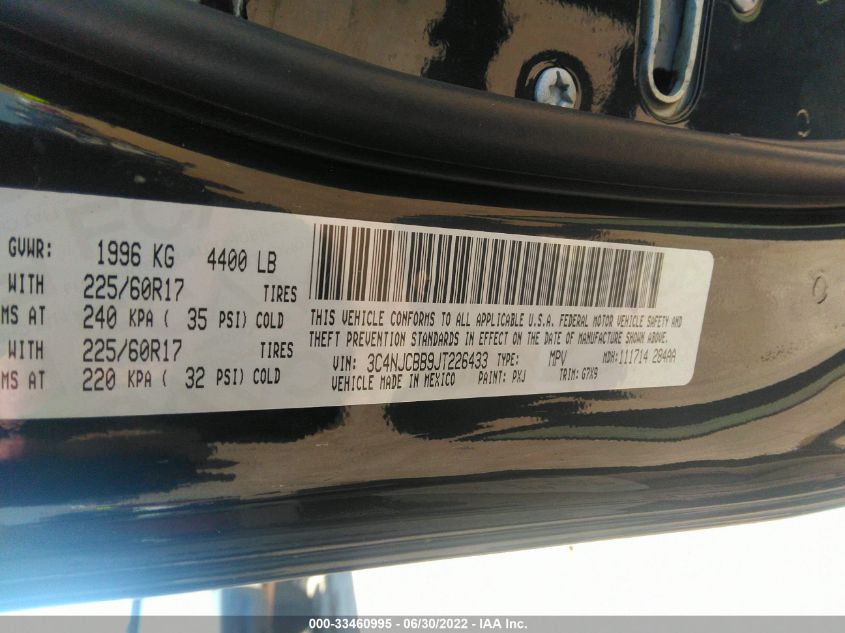 GVWR: 1996 KG 4400 LB
WITH 225/60R17 TIRES
MS AT 240 KPA ( 35 PSI) COLD
WITH 225/60R17 TIRES
MS AT 220 KPA ( 32 PSI) COLD
THIS VEHICLE CONFORMS TO ALL APPLICABLE U.S.A. FEDERAL MOTOR VEHICLE SAFETY AND
THEFT PREVENTION STANDARDS IN EFFECT ON THE DATE OF MANUFACTURE SHOWN ABOVE.
VIN: 3C4NJCBB9JT226433 TYPE: MPV MDH: 111714 284AA
VEHICLE MADE IN MEXICO PAINT: PXJ TRIM: G7X9
000-33460995 - 06/30/2022 - IAA Inc.